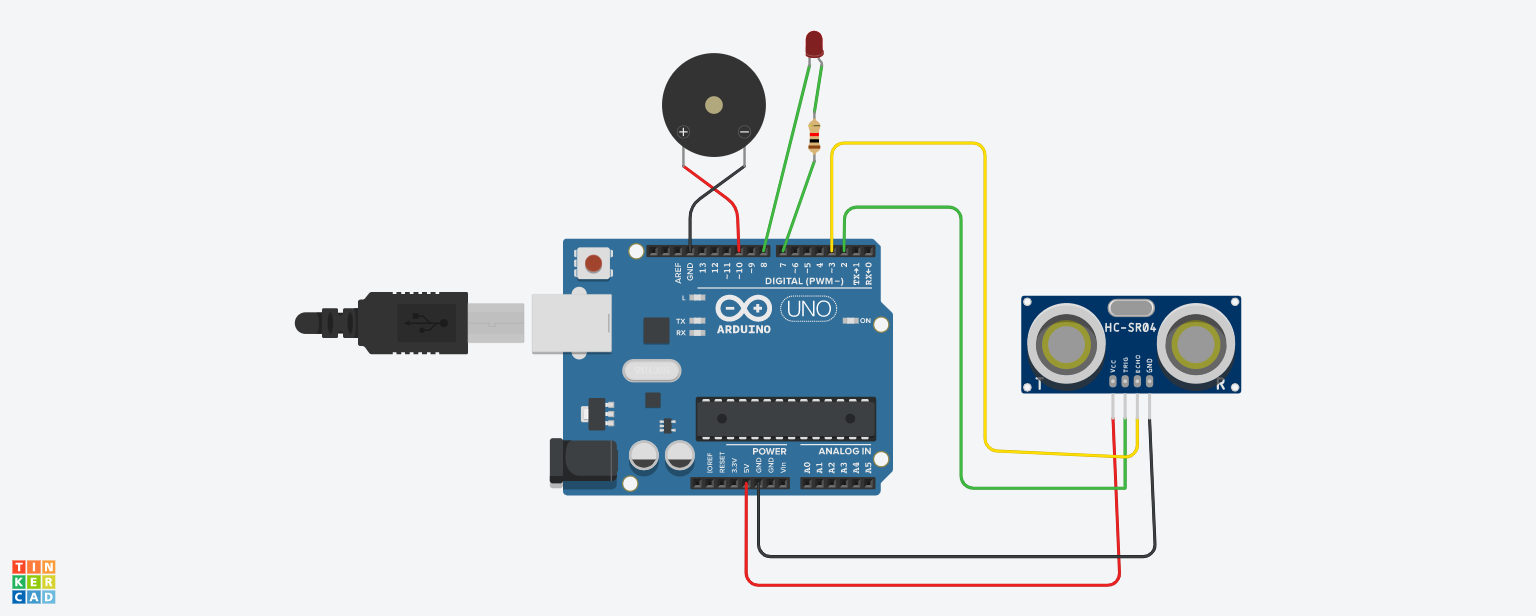 + −
AREF
GND
13
12
~11
~10
~9
8
7
~6
~5
4
~3
2
TX→1
RX←0
DIGITAL (PWM~)
L
TX
RX
ARDUINO
UNO
ON
HC-SR04
VCC
TRIG
ECHO
GND
T
R
POWER
ANALOG IN
IOREF
RESET
3.3V
5V
GND
GND
Vin
A0
A1
A2
A3
A4
A5
TIN
KER
CAD